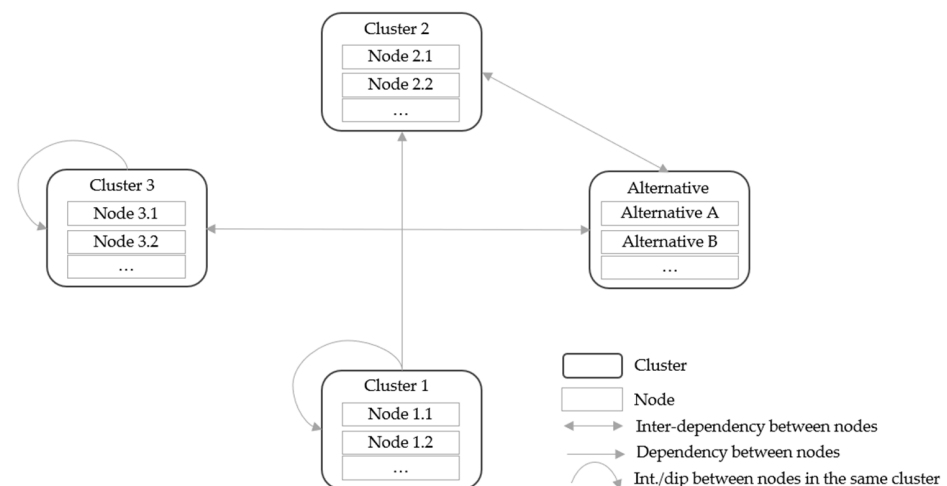 Cluster 2
Node 2.1
Node 2.2
...
Cluster 3
Node 3.1
Node 3.2
...
Alternative
Alternative A
Alternative B
...
Cluster 1
Node 1.1
Node 1.2
...
Cluster
Node
Inter-dependency between nodes
Dependency between nodes
Int./dip between nodes in the same cluster